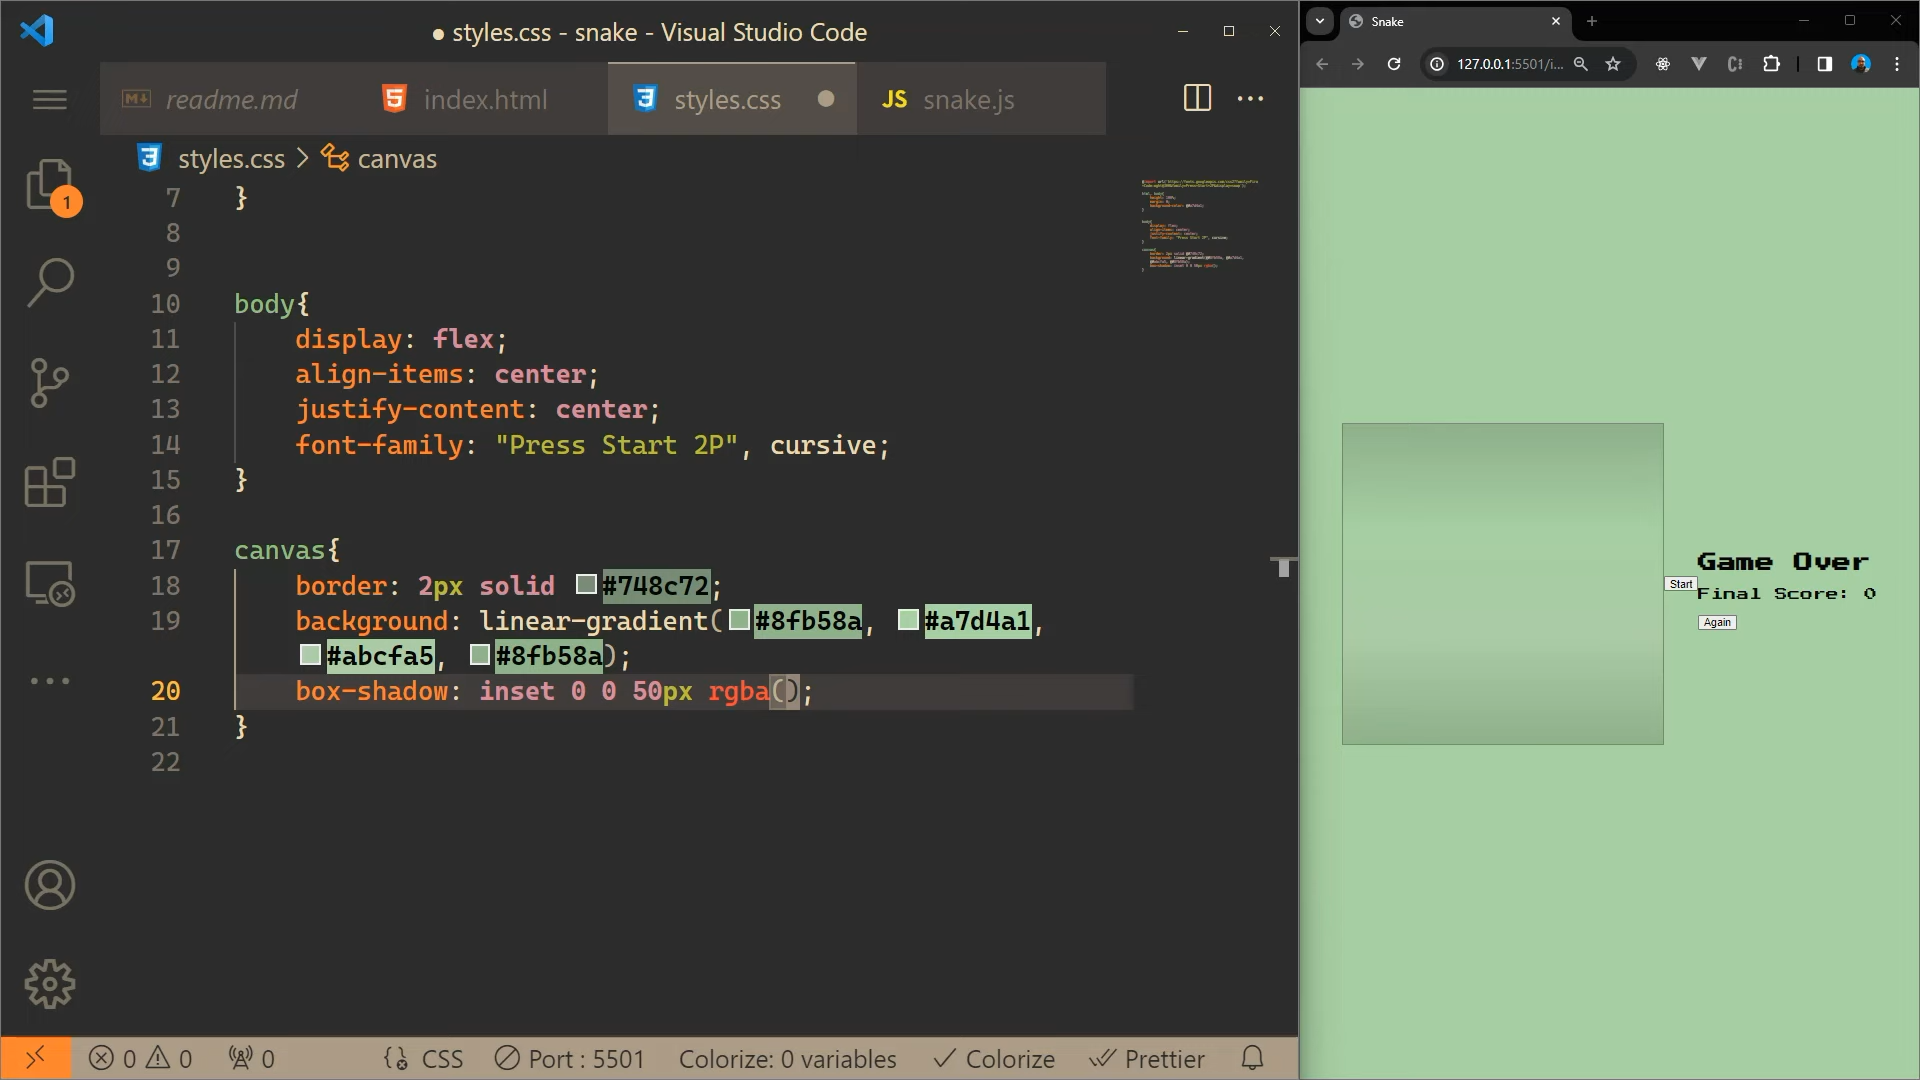 ● styles.css - snake - Visual Studio Code
readme.md
index.html
styles.css
JS snake.js
styles.css > canvas
1
7 }
8
9
10 body{
11 display: flex;
12 align-items: center;
13 justify-content: center;
14 font-family: "Press Start 2P", cursive;
15 }
16
17 canvas{
18 border: 2px solid #748c72;
19 background: linear-gradient(#8fb58a, #a7d4a1,
#abcfa5, #8fb58a);
20 box-shadow: inset 0 0 50px rgba();
21 }
22
0 0 0 CSS Port : 5501 Colorize: 0 variables Colorize Prettier
Snake
127.0.0.1:5501/i...
Start
Game Over
Final Score: 0
Again